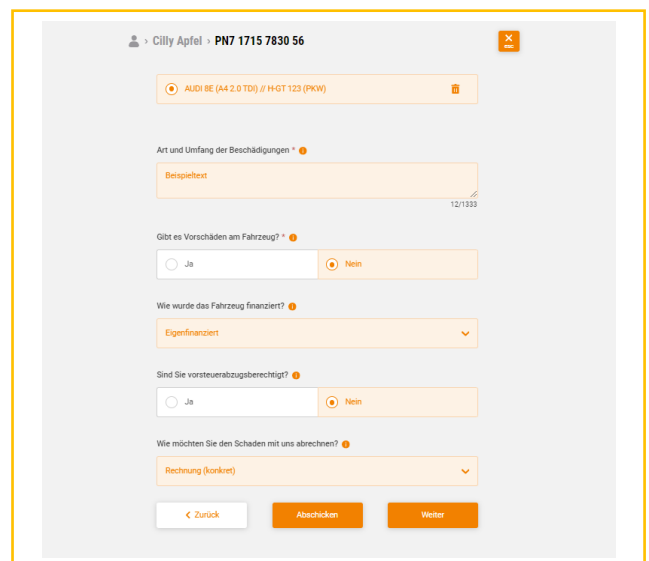 › Cilly Apfel › PN7 1715 7830 56
esc
AUDI 8E (A4 2.0 TDI) // H-GT 123 (PKW)
Art und Umfang der Beschädigungen *
Beispieltext
12/1333
Gibt es Vorschäden am Fahrzeug? *
Ja Nein
Wie wurde das Fahrzeug finanziert?
Eigenfinanziert
Sind Sie vorsteuerabzugsberechtigt?
Ja Nein
Wie möchten Sie den Schaden mit uns abrechnen?
Rechnung (konkret)
Zurück Abschicken Weiter